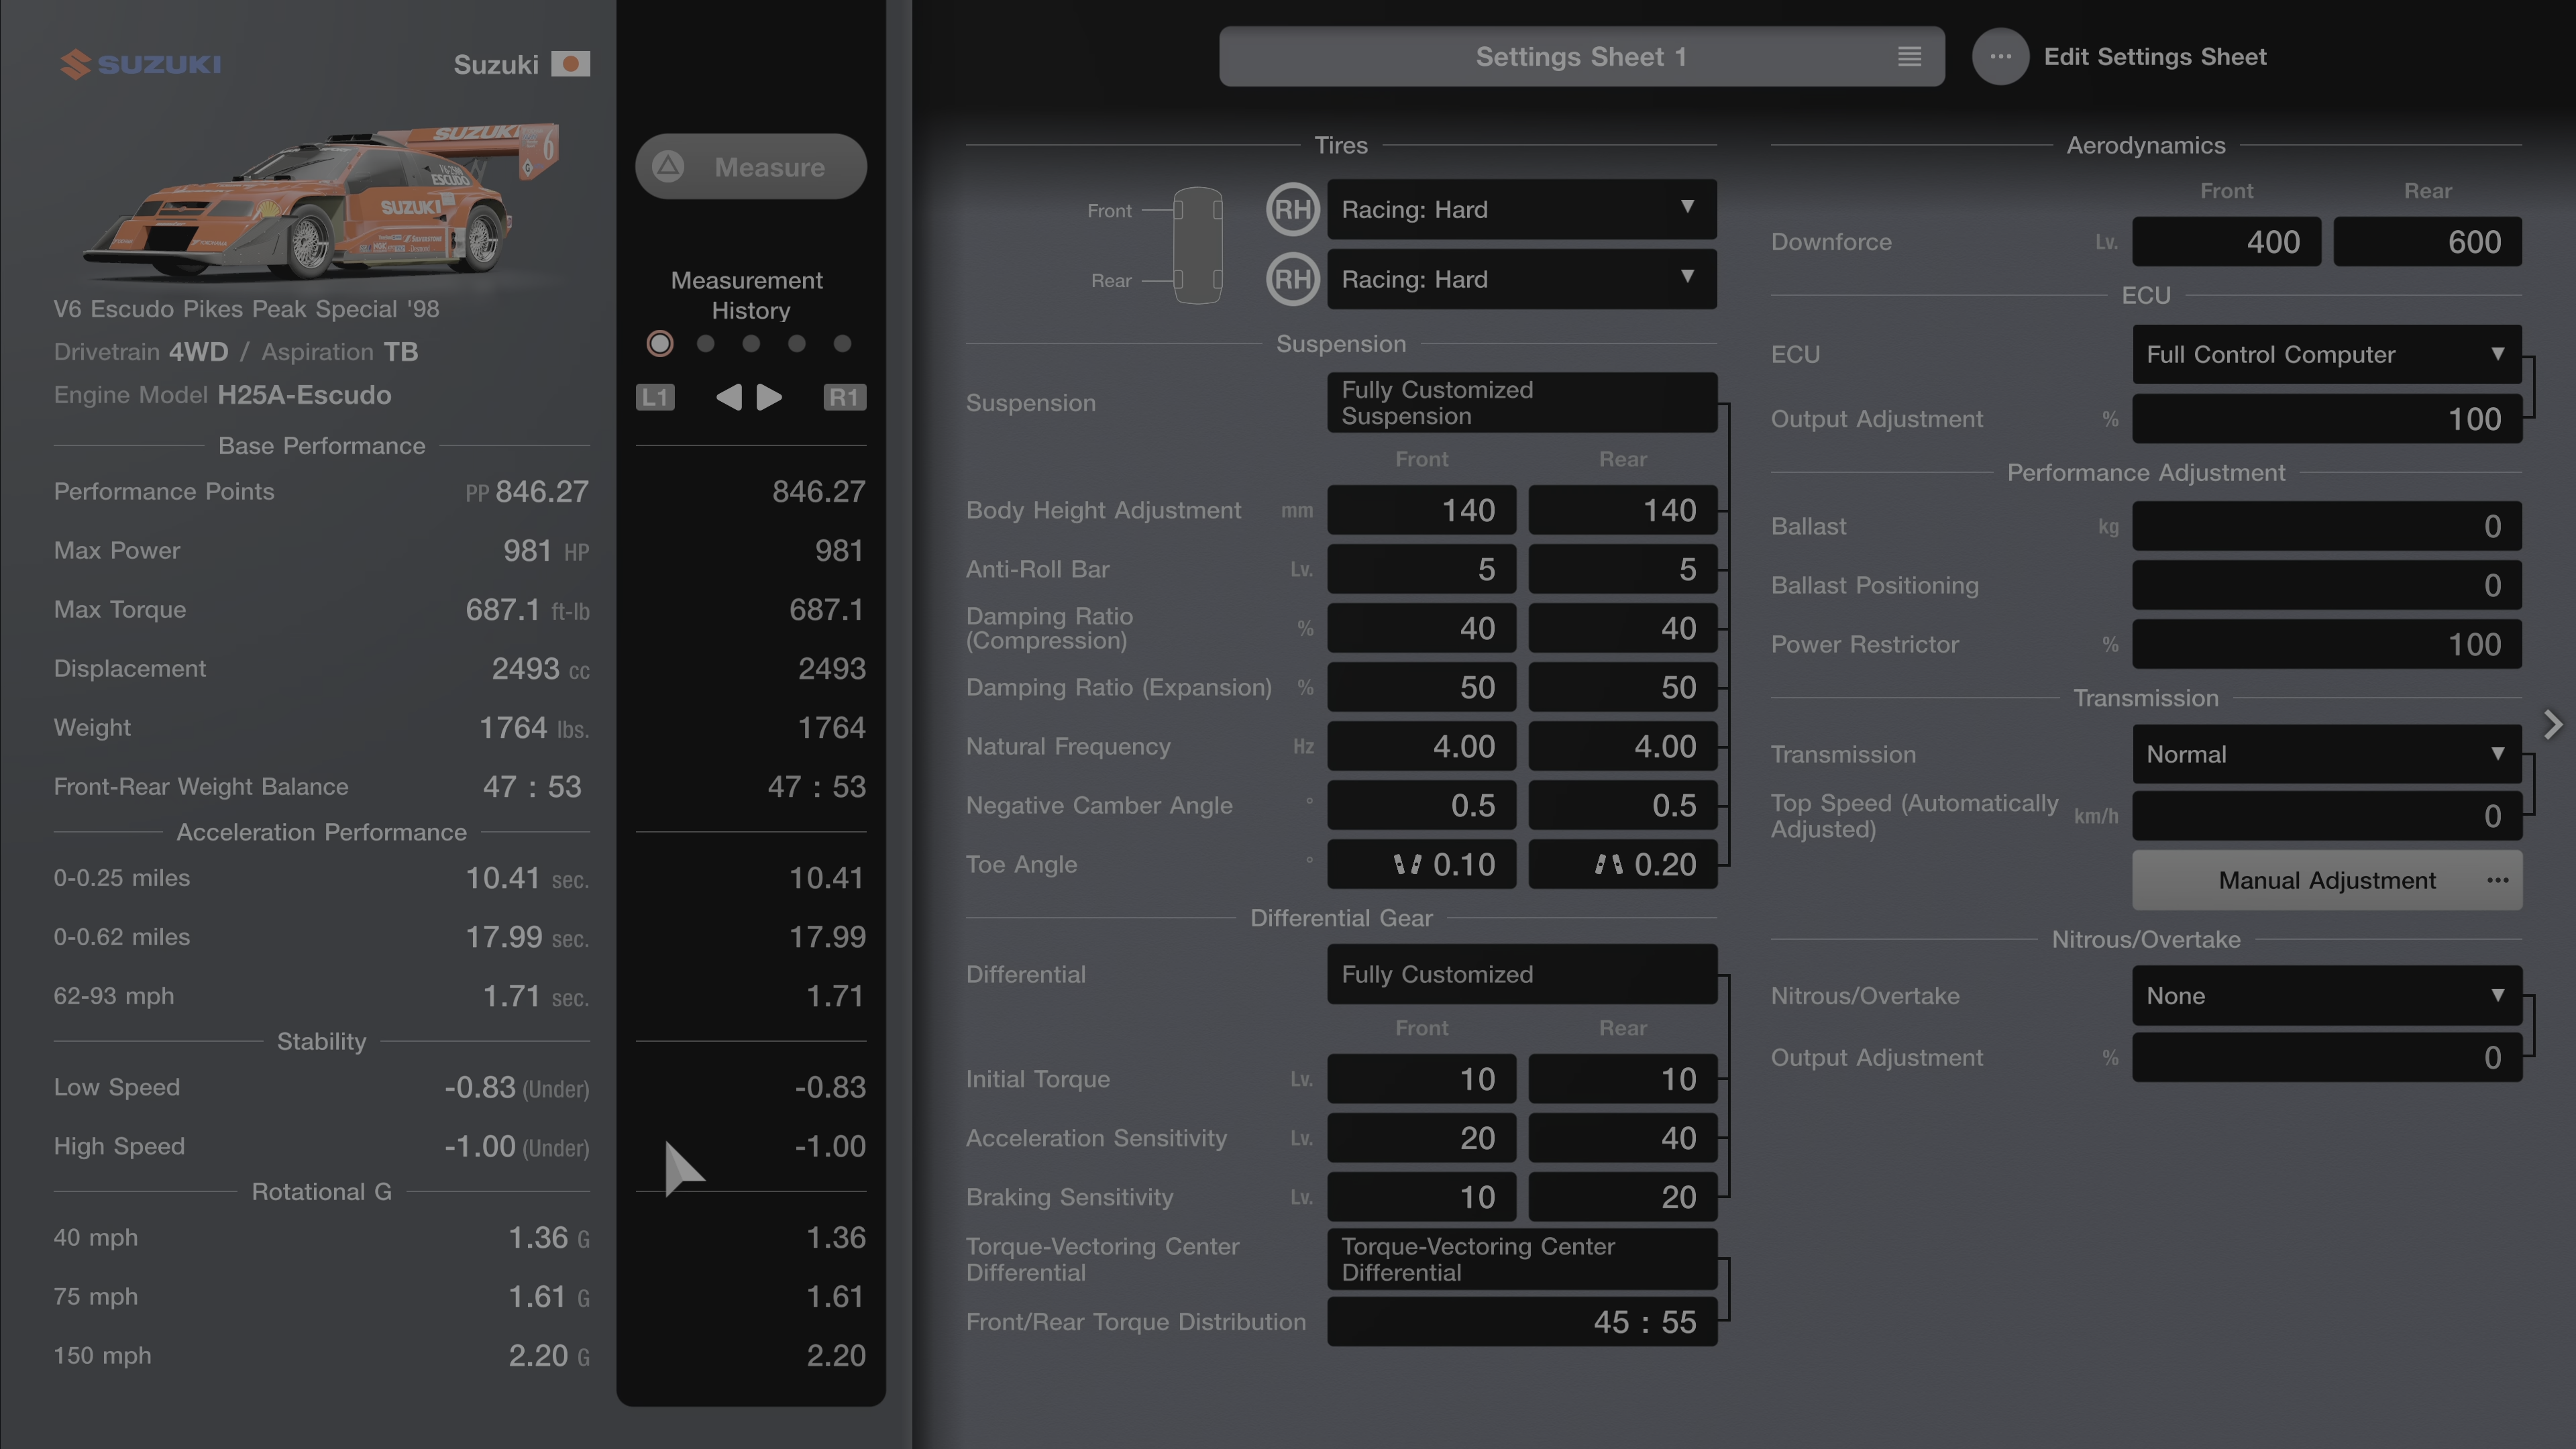 SUZUKI
Suzuki
SUZUKI
6
ESCUDO
SUZUKI
V6 Escudo Pikes Peak Special '98
Drivetrain 4WD / Aspiration TB
Engine Model H25A-Escudo
Base Performance
Performance Points PP 846.27
Max Power 981 HP
Max Torque 687.1 ft-lb
Displacement 2493 cc
Weight 1764 lbs.
Front-Rear Weight Balance 47 : 53
Acceleration Performance
0-0.25 miles 10.41 sec.
0-0.62 miles 17.99 sec.
62-93 mph 1.71 sec.
Stability
Low Speed -0.83 (Under)
High Speed -1.00 (Under)
Rotational G
40 mph 1.36 G
75 mph 1.61 G
150 mph 2.20 G
Measure
Measurement
History
L1 R1
846.27
981
687.1
2493
1764
47 : 53
10.41
17.99
1.71
-0.83
-1.00
1.36
1.61
2.20
Settings Sheet 1
Edit Settings Sheet
Tires
Front RH Racing: Hard
Rear RH Racing: Hard
Suspension
Suspension Fully Customized
Suspension
Front Rear
Body Height Adjustment mm 140 140
Anti-Roll Bar Lv. 5 5
Damping Ratio
(Compression) % 40 40
Damping Ratio (Expansion) % 50 50
Natural Frequency Hz 4.00 4.00
Negative Camber Angle ° 0.5 0.5
Toe Angle ° 0.10 0.20
Differential Gear
Differential Fully Customized
Front Rear
Initial Torque Lv. 10 10
Acceleration Sensitivity Lv. 20 40
Braking Sensitivity Lv. 10 20
Torque-Vectoring Center
Differential
Torque-Vectoring Center
Differential
Front/Rear Torque Distribution 45 : 55
Aerodynamics
Front Rear
Downforce Lv. 400 600
ECU
ECU Full Control Computer
Output Adjustment % 100
Performance Adjustment
Ballast kg 0
Ballast Positioning 0
Power Restrictor % 100
Transmission
Transmission Normal
Top Speed (Automatically
Adjusted) km/h 0
Manual Adjustment
Nitrous/Overtake
Nitrous/Overtake None
Output Adjustment % 0